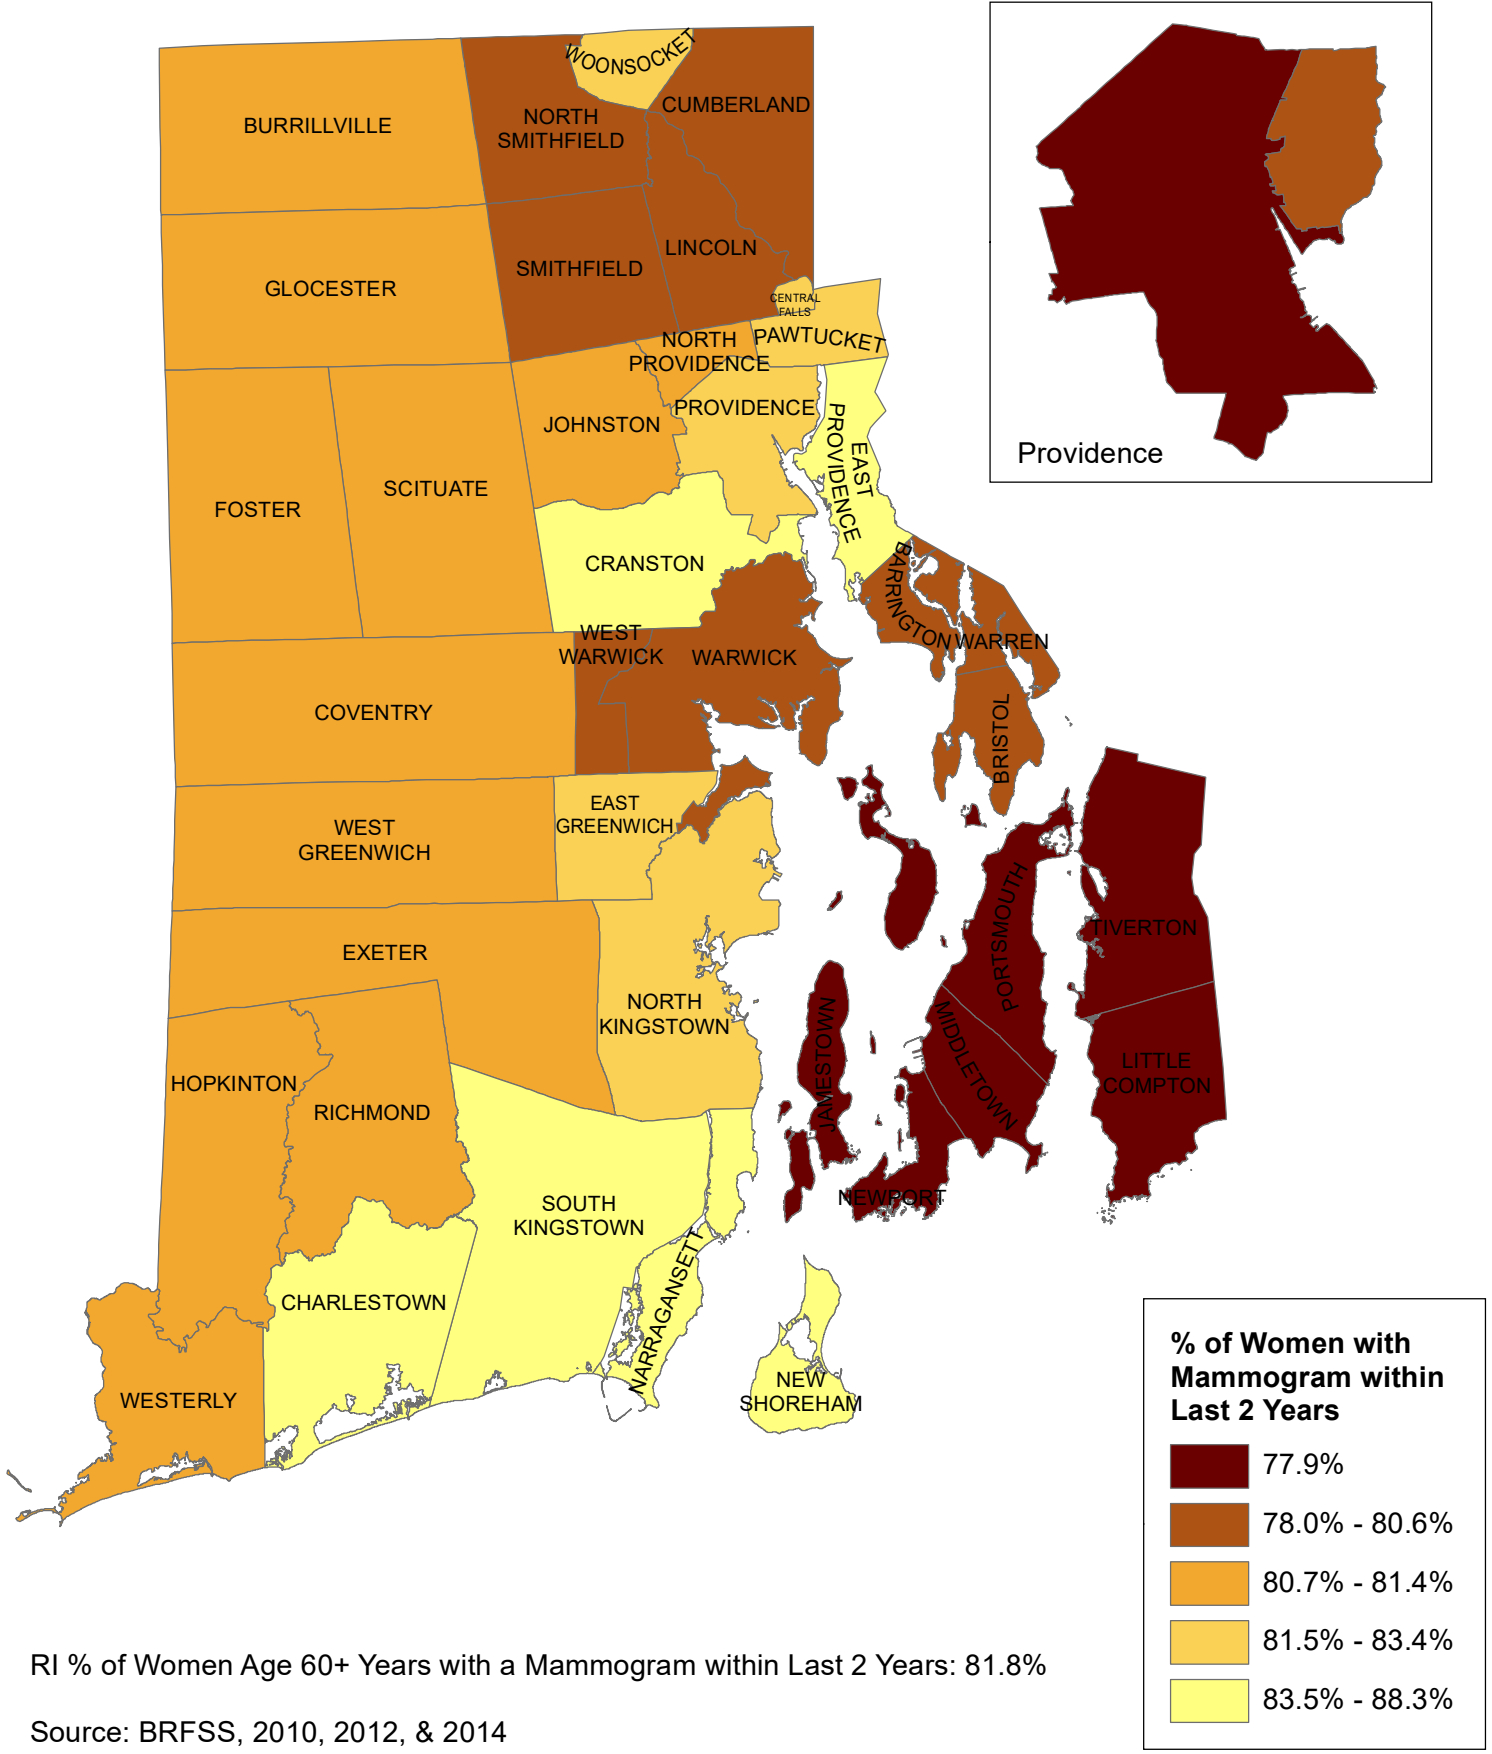 WOONSOCKET
CUMBERLAND
BURRILLVILLE
NORTH
SMITHFIELD
LINCOLN
SMITHFIELD
GLOCESTER
CENTRAL
FALLS
NORTH
PROVIDENCE
PAWTUCKET
PROVIDENCE
JOHNSTON
EAST
PROVIDENCE
Providence
SCITUATE
FOSTER
CRANSTON
BARRINGTON
WARREN
WEST
WARWICK
WARWICK
COVENTRY
BRISTOL
EAST
GREENWICH
WEST
GREENWICH
PORTSMOUTH
TIVERTON
EXETER
NORTH
KINGSTOWN
JAMESTOWN
MIDDLETOWN
LITTLE
COMPTON
HOPKINTON
RICHMOND
NEWPORT
SOUTH
KINGSTOWN
NARRAGANSETT
CHARLESTOWN
NEW
SHOREHAM
WESTERLY
% of Women with
Mammogram within
Last 2 Years
77.9%
78.0% - 80.6%
80.7% - 81.4%
81.5% - 83.4%
83.5% - 88.3%
RI % of Women Age 60+ Years with a Mammogram within Last 2 Years: 81.8%
Source: BRFSS, 2010, 2012, & 2014